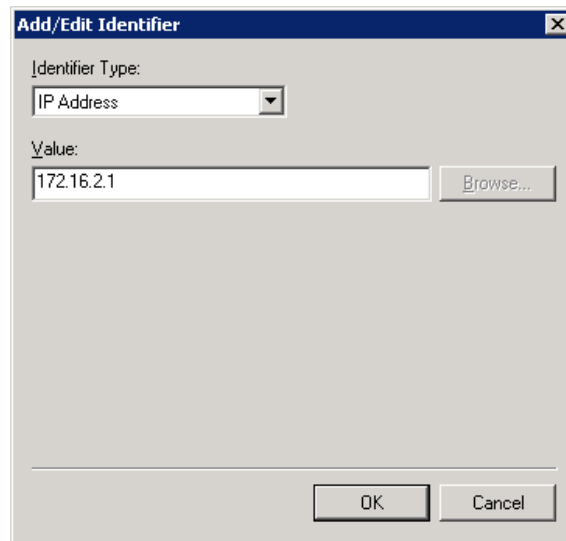 Add/Edit Identifier
Identifier Type:
IP Address
Value:
172.16.2.1
Browse...
OK
Cancel